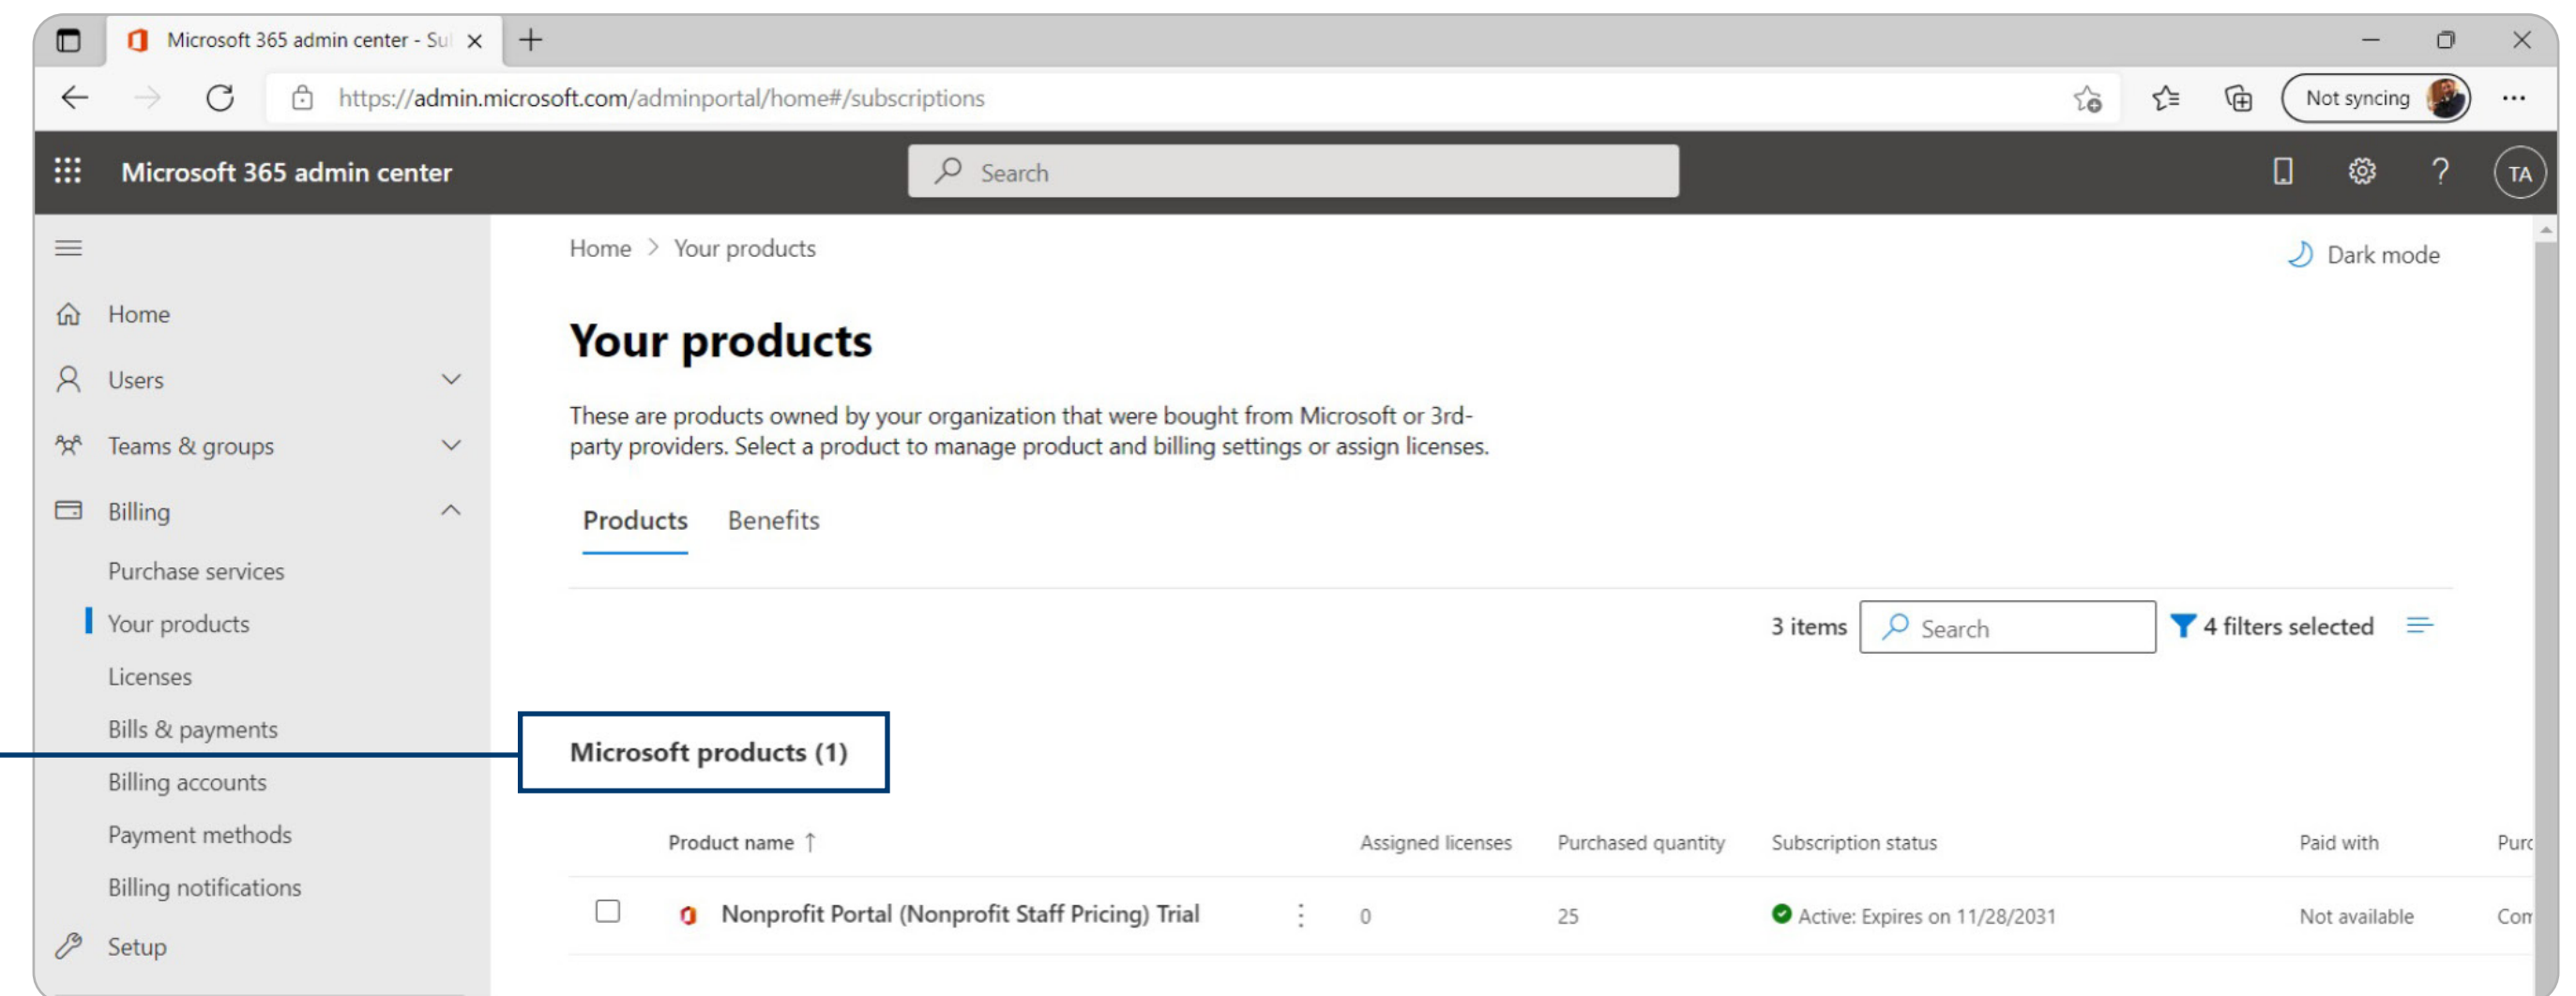 Microsoft 365 admin center - Su
https://admin.microsoft.com/adminportal/home#/subscriptions
Not syncing
Microsoft 365 admin center
Search
TA
Home > Your products
Dark mode
Home
Users
Teams & groups
Billing
Purchase services
Your products
Licenses
Bills & payments
Billing accounts
Payment methods
Billing notifications
Setup
Your products
These are products owned by your organization that were bought from Microsoft or 3rd-
party providers. Select a product to manage product and billing settings or assign licenses.
Products Benefits
3 items Search 4 filters selected
Microsoft products (1)
Product name ↑ Assigned licenses Purchased quantity Subscription status Paid with Purc
Nonprofit Portal (Nonprofit Staff Pricing) Trial 0 25 Active: Expires on 11/28/2031 Not available Com